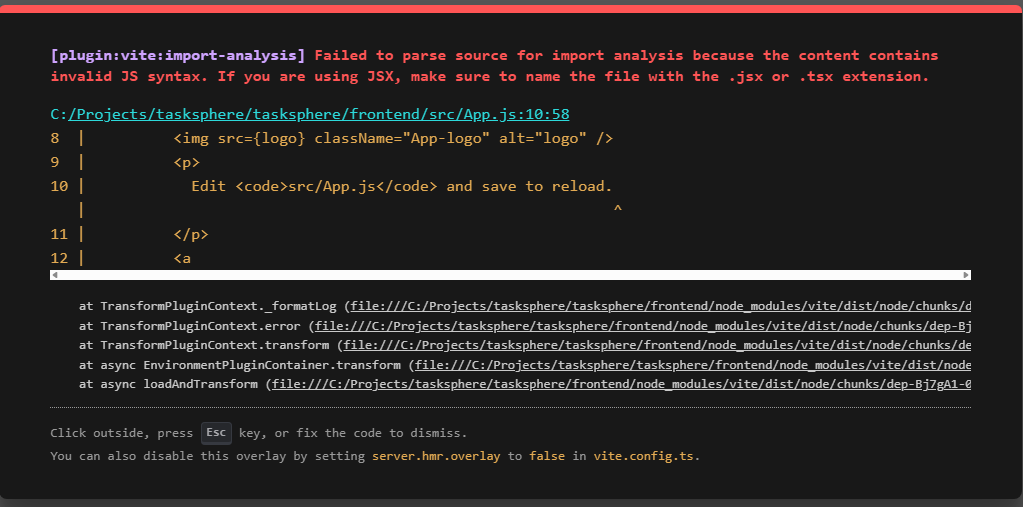 [plugin:vite:import-analysis] Failed to parse source for import analysis because the content contains
invalid JS syntax. If you are using JSX, make sure to name the file with the .jsx or .tsx extension.
C:/Projects/tasksphere/tasksphere/frontend/src/App.js:10:58
8  |          <img src={logo} className="App-logo" alt="logo" />
9  |          <p>
10 |            Edit <code>src/App.js</code> and save to reload.
   |                                                            ^
11 |          </p>
12 |          <a
at TransformPluginContext._formatLog (file:///C:/Projects/tasksphere/tasksphere/frontend/node_modules/vite/dist/node/chunks/d
at TransformPluginContext.error (file:///C:/Projects/tasksphere/tasksphere/frontend/node_modules/vite/dist/node/chunks/dep-Bj
at TransformPluginContext.transform (file:///C:/Projects/tasksphere/tasksphere/frontend/node_modules/vite/dist/node/chunks/de
at async EnvironmentPluginContainer.transform (file:///C:/Projects/tasksphere/tasksphere/frontend/node_modules/vite/dist/node
at async loadAndTransform (file:///C:/Projects/tasksphere/tasksphere/frontend/node_modules/vite/dist/node/chunks/dep-Bj7gA1-0
Click outside, press Esc key, or fix the code to dismiss.
You can also disable this overlay by setting server.hmr.overlay to false in vite.config.ts.